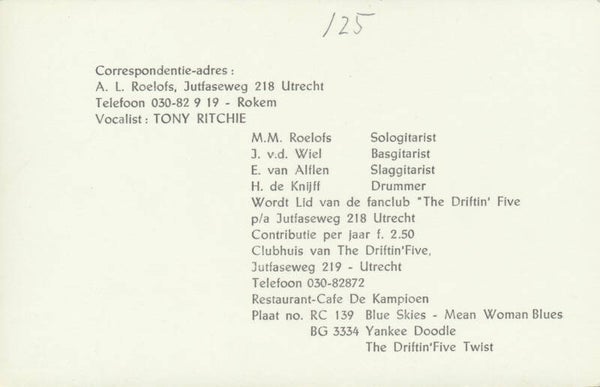 125
Correspondentie-adres :
A. L. Roelofs, Jutfaseweg 218 Utrecht
Telefoon 030-82 9 19 - Rokem
Vocalist : TONY RITCHIE
M.M. Roelofs Sologitarist
J. v.d. Wiel Basgitarist
E. van Alflen Slaggitarist
H. de Knijff Drummer
Wordt Lid van de fanclub "The Driftin' Five
p/a Jutfaseweg 218 Utrecht
Contributie per jaar f. 2.50
Clubhuis van The Driftin'Five,
Jutfaseweg 219 - Utrecht
Telefoon 030-82872
Restaurant-Cafe De Kampioen
Plaat no. RC 139 Blue Skies - Mean Woman Blues
BG 3334 Yankee Doodle
The Driftin'Five Twist